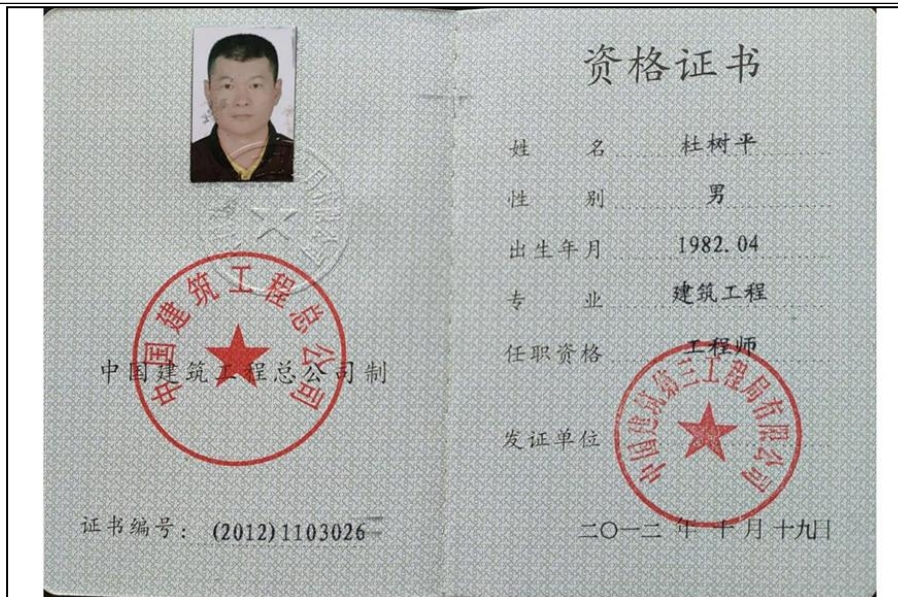 中国建筑工程总公司
中国建筑工程总公司制
证书编号: (2012)1103026
资格证书
姓 名 杜树平
性 别 男
出生年月 1982.04
专 业 建筑工程
任职资格 工程师
发证单位
中国建筑第三工程局有限公司
二〇一二 年 十 月 十九日